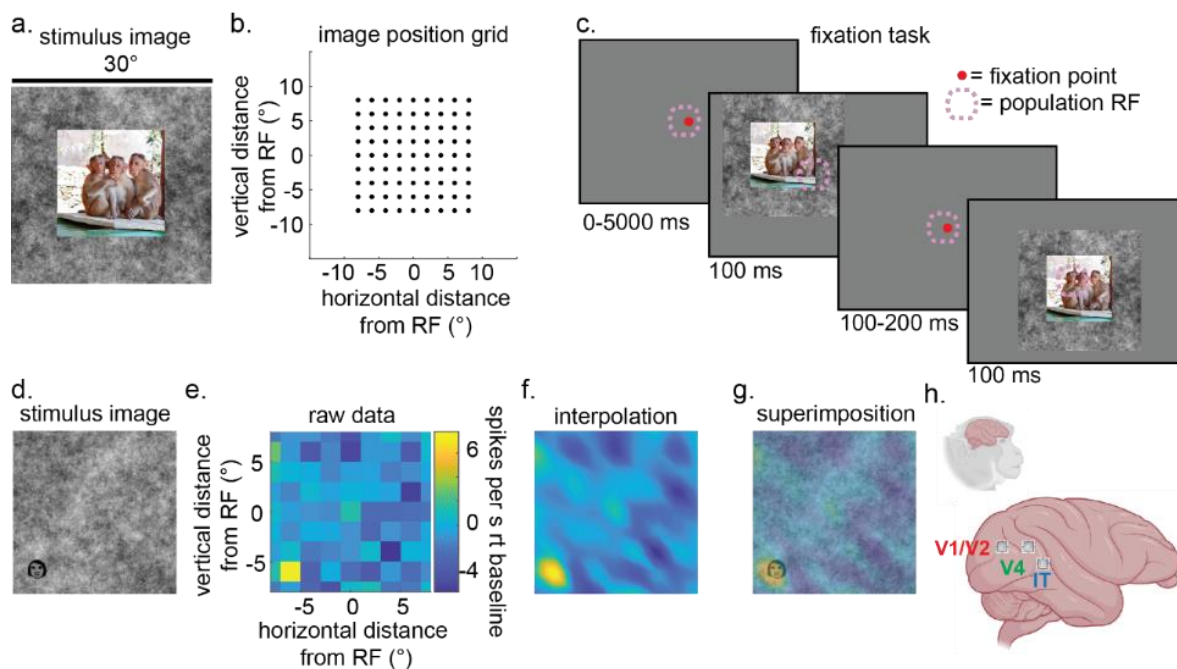 a.
stimulus image
30°
b.
image position grid
vertical distance
from RF (°)
10
5
0
-5
-10
-10 -5 0 5 10
horizontal distance
from RF (°)
c.
fixation task
= fixation point
= population RF
0-5000 ms
100 ms
100-200 ms
100 ms
d.
stimulus image
e.
raw data
vertical distance
from RF (°)
5
0
-5
-5 0 5
horizontal distance
from RF (°)
6
4
2
0
-2
-4
spikes per s rt baseline
f.
interpolation
g.
superimposition
h.
V1/V2
V4
IT